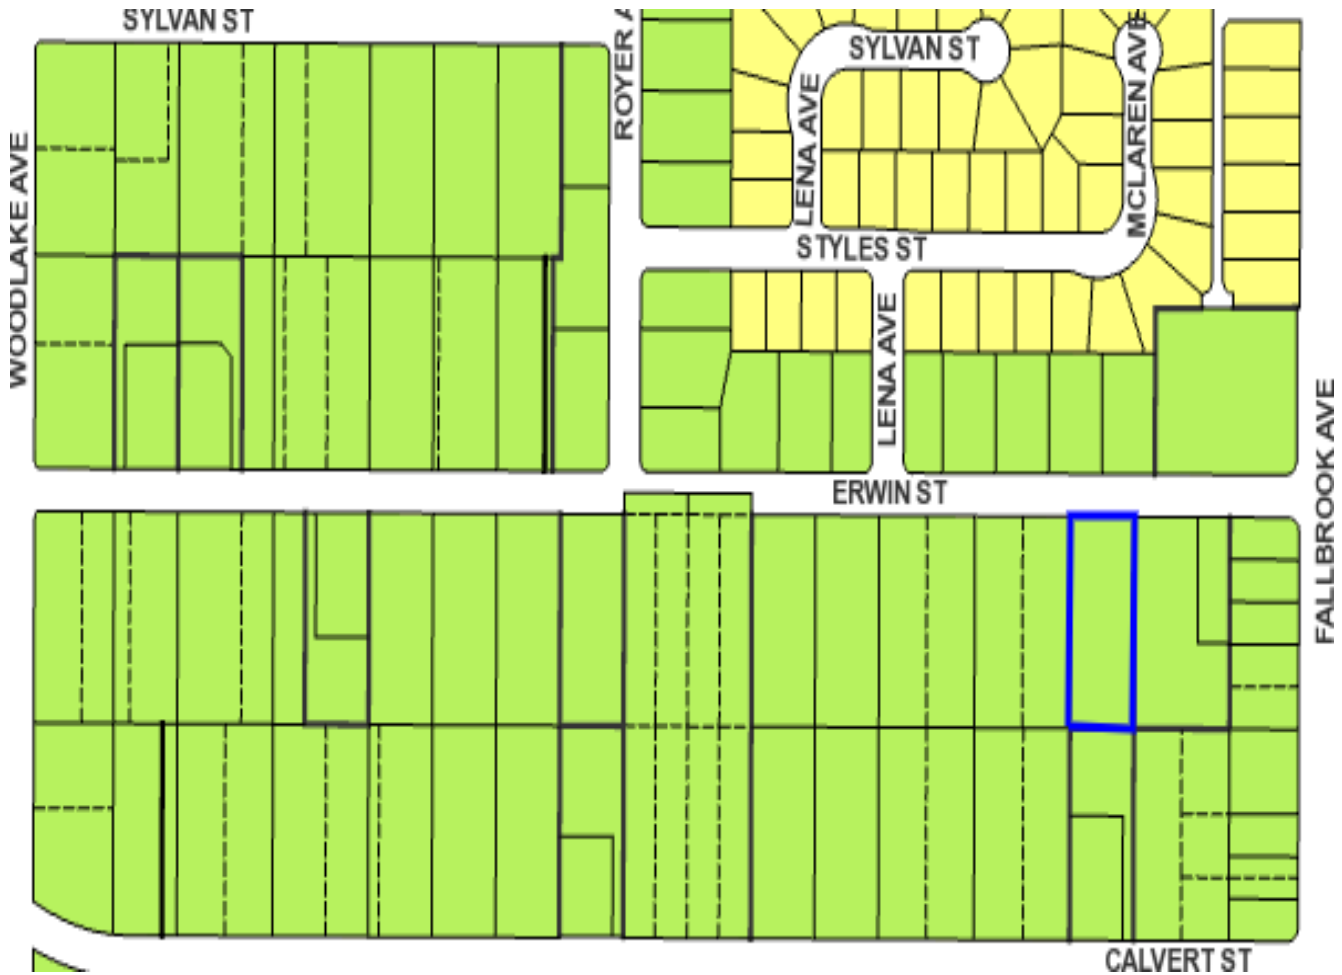 SYLVAN ST
ROYER A
SYLVAN ST
MCLAREN AVE
LENA AVE
WOODLAKE AVE
STYLES ST
LENA AVE
FALLBROOK AVE
ERWIN ST
CALVERT ST